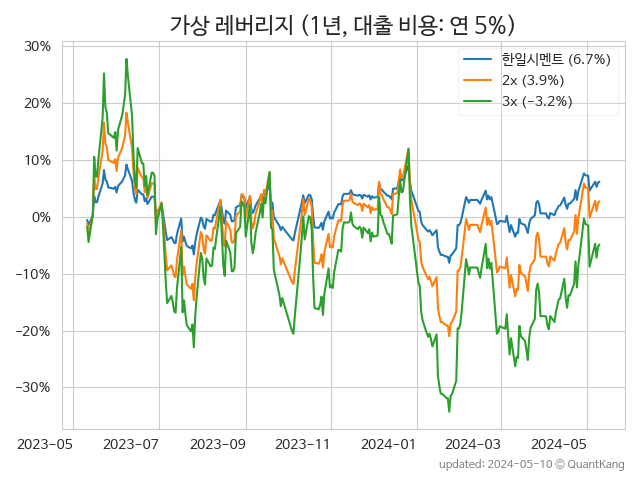 가상 레버리지 (1년, 대출 비용: 연 5%)
30%
20%
10%
0%
−10%
−20%
−30%
한일시멘트 (6.7%)
2x (3.9%)
3x (−3.2%)
2023-05
2023-07
2023-09
2023-11
2024-01
2024-03
2024-05
updated: 2024-05-10 © QuantKang